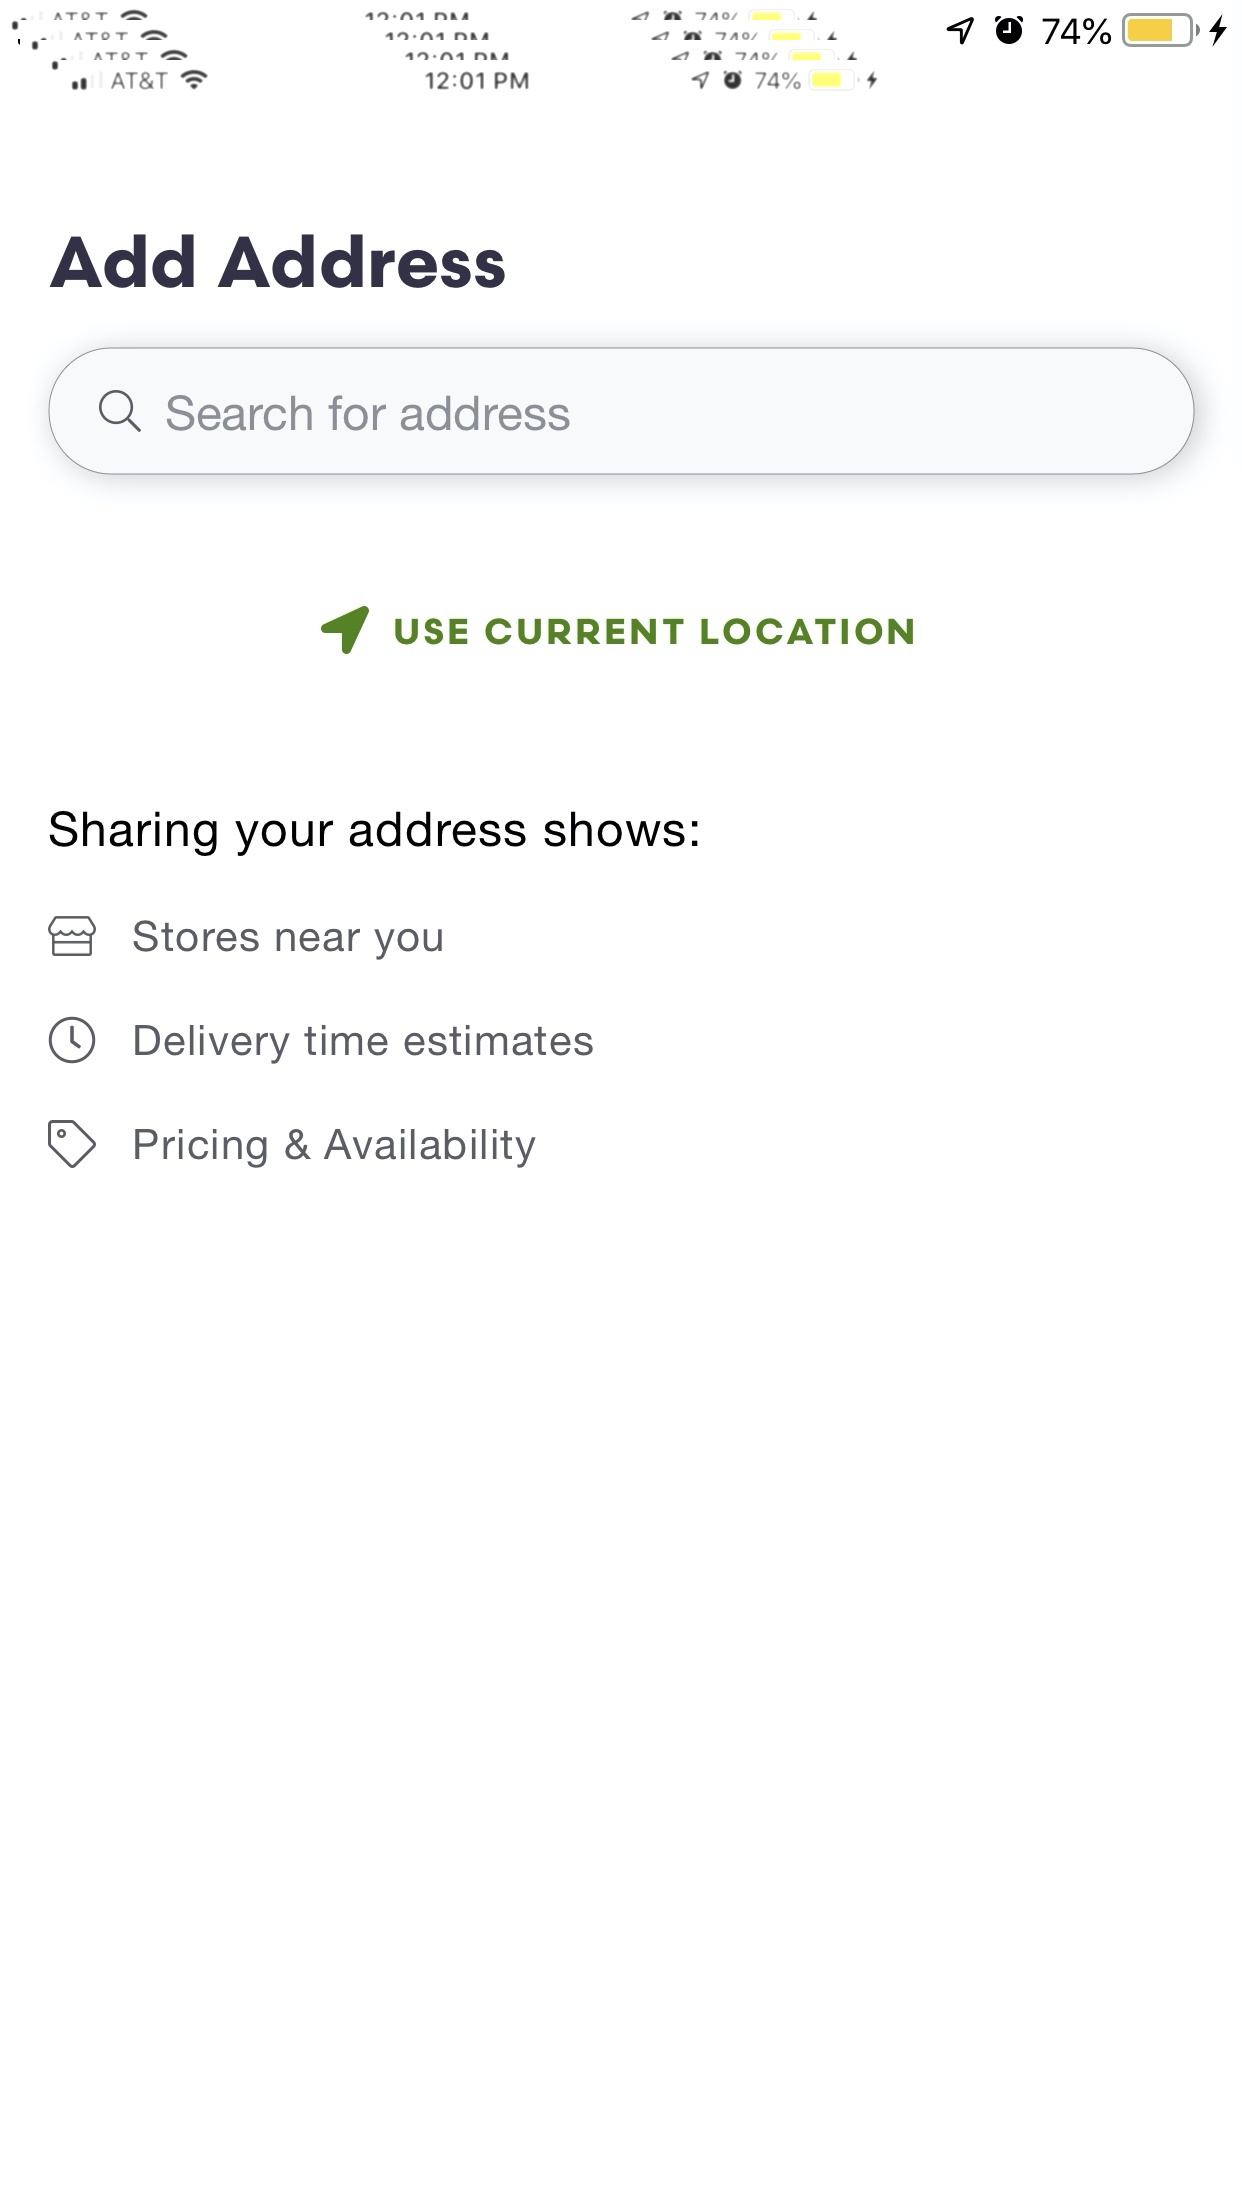 74%
AT&T 12:01 PM 74%
Add Address
Search for address
USE CURRENT LOCATION
Sharing your address shows:
Stores near you
Delivery time estimates
Pricing & Availability